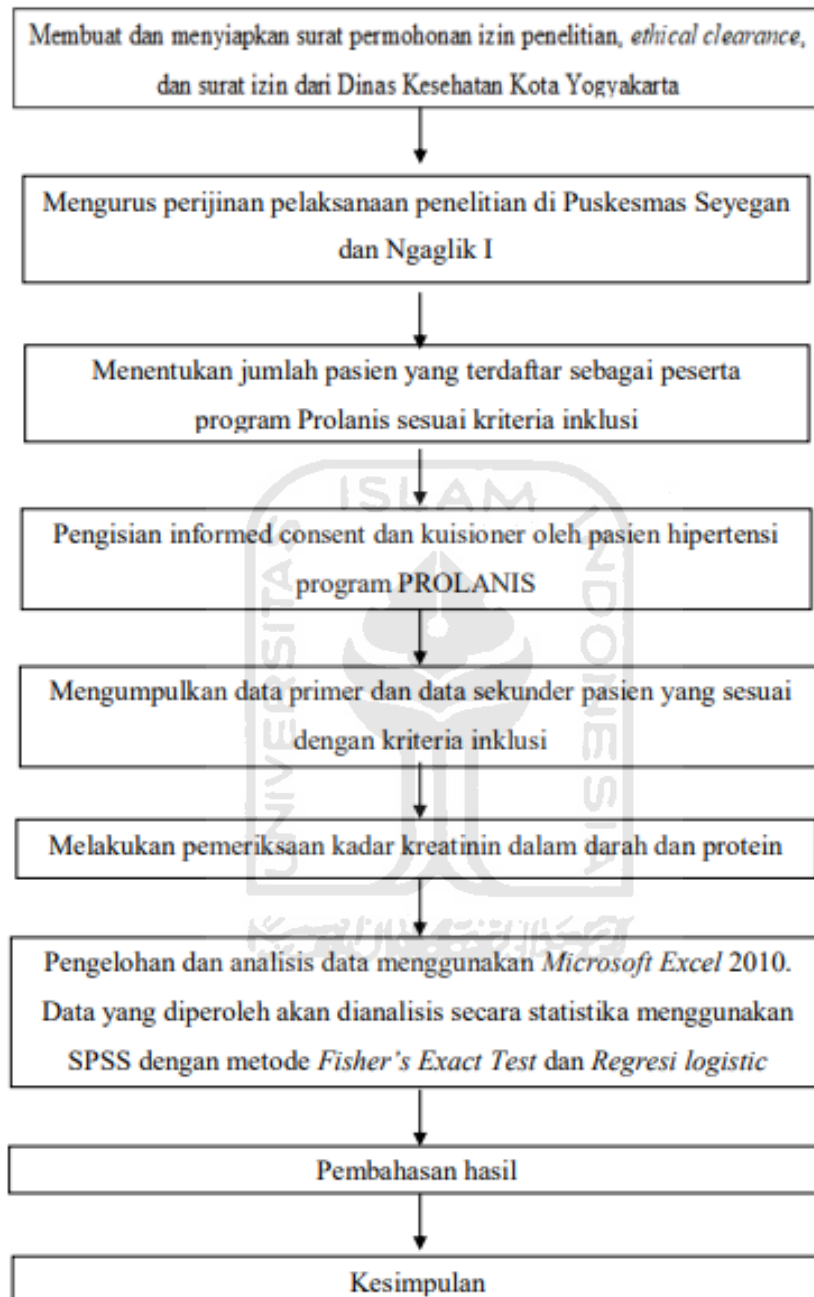 Membuat dan menyiapkan surat permohonan izin penelitian, ethical clearance,
dan surat izin dari Dinas Kesehatan Kota Yogyakarta
Mengurus perijinan pelaksanaan penelitian di Puskesmas Seyegan
dan Ngaglik I
Menentukan jumlah pasien yang terdaftar sebagai peserta
program Prolanis sesuai kriteria inklusi
Pengisian informed consent dan kuisioner oleh pasien hipertensi
program PROLANIS
Mengumpulkan data primer dan data sekunder pasien yang sesuai
dengan kriteria inklusi
Melakukan pemeriksaan kadar kreatinin dalam darah dan protein
Pengelohan dan analisis data menggunakan Microsoft Excel 2010.
Data yang diperoleh akan dianalisis secara statistika menggunakan
SPSS dengan metode Fisher's Exact Test dan Regresi logistic
Pembahasan hasil
Kesimpulan
UNIVERSITAS
ISLAM
INDONESIA